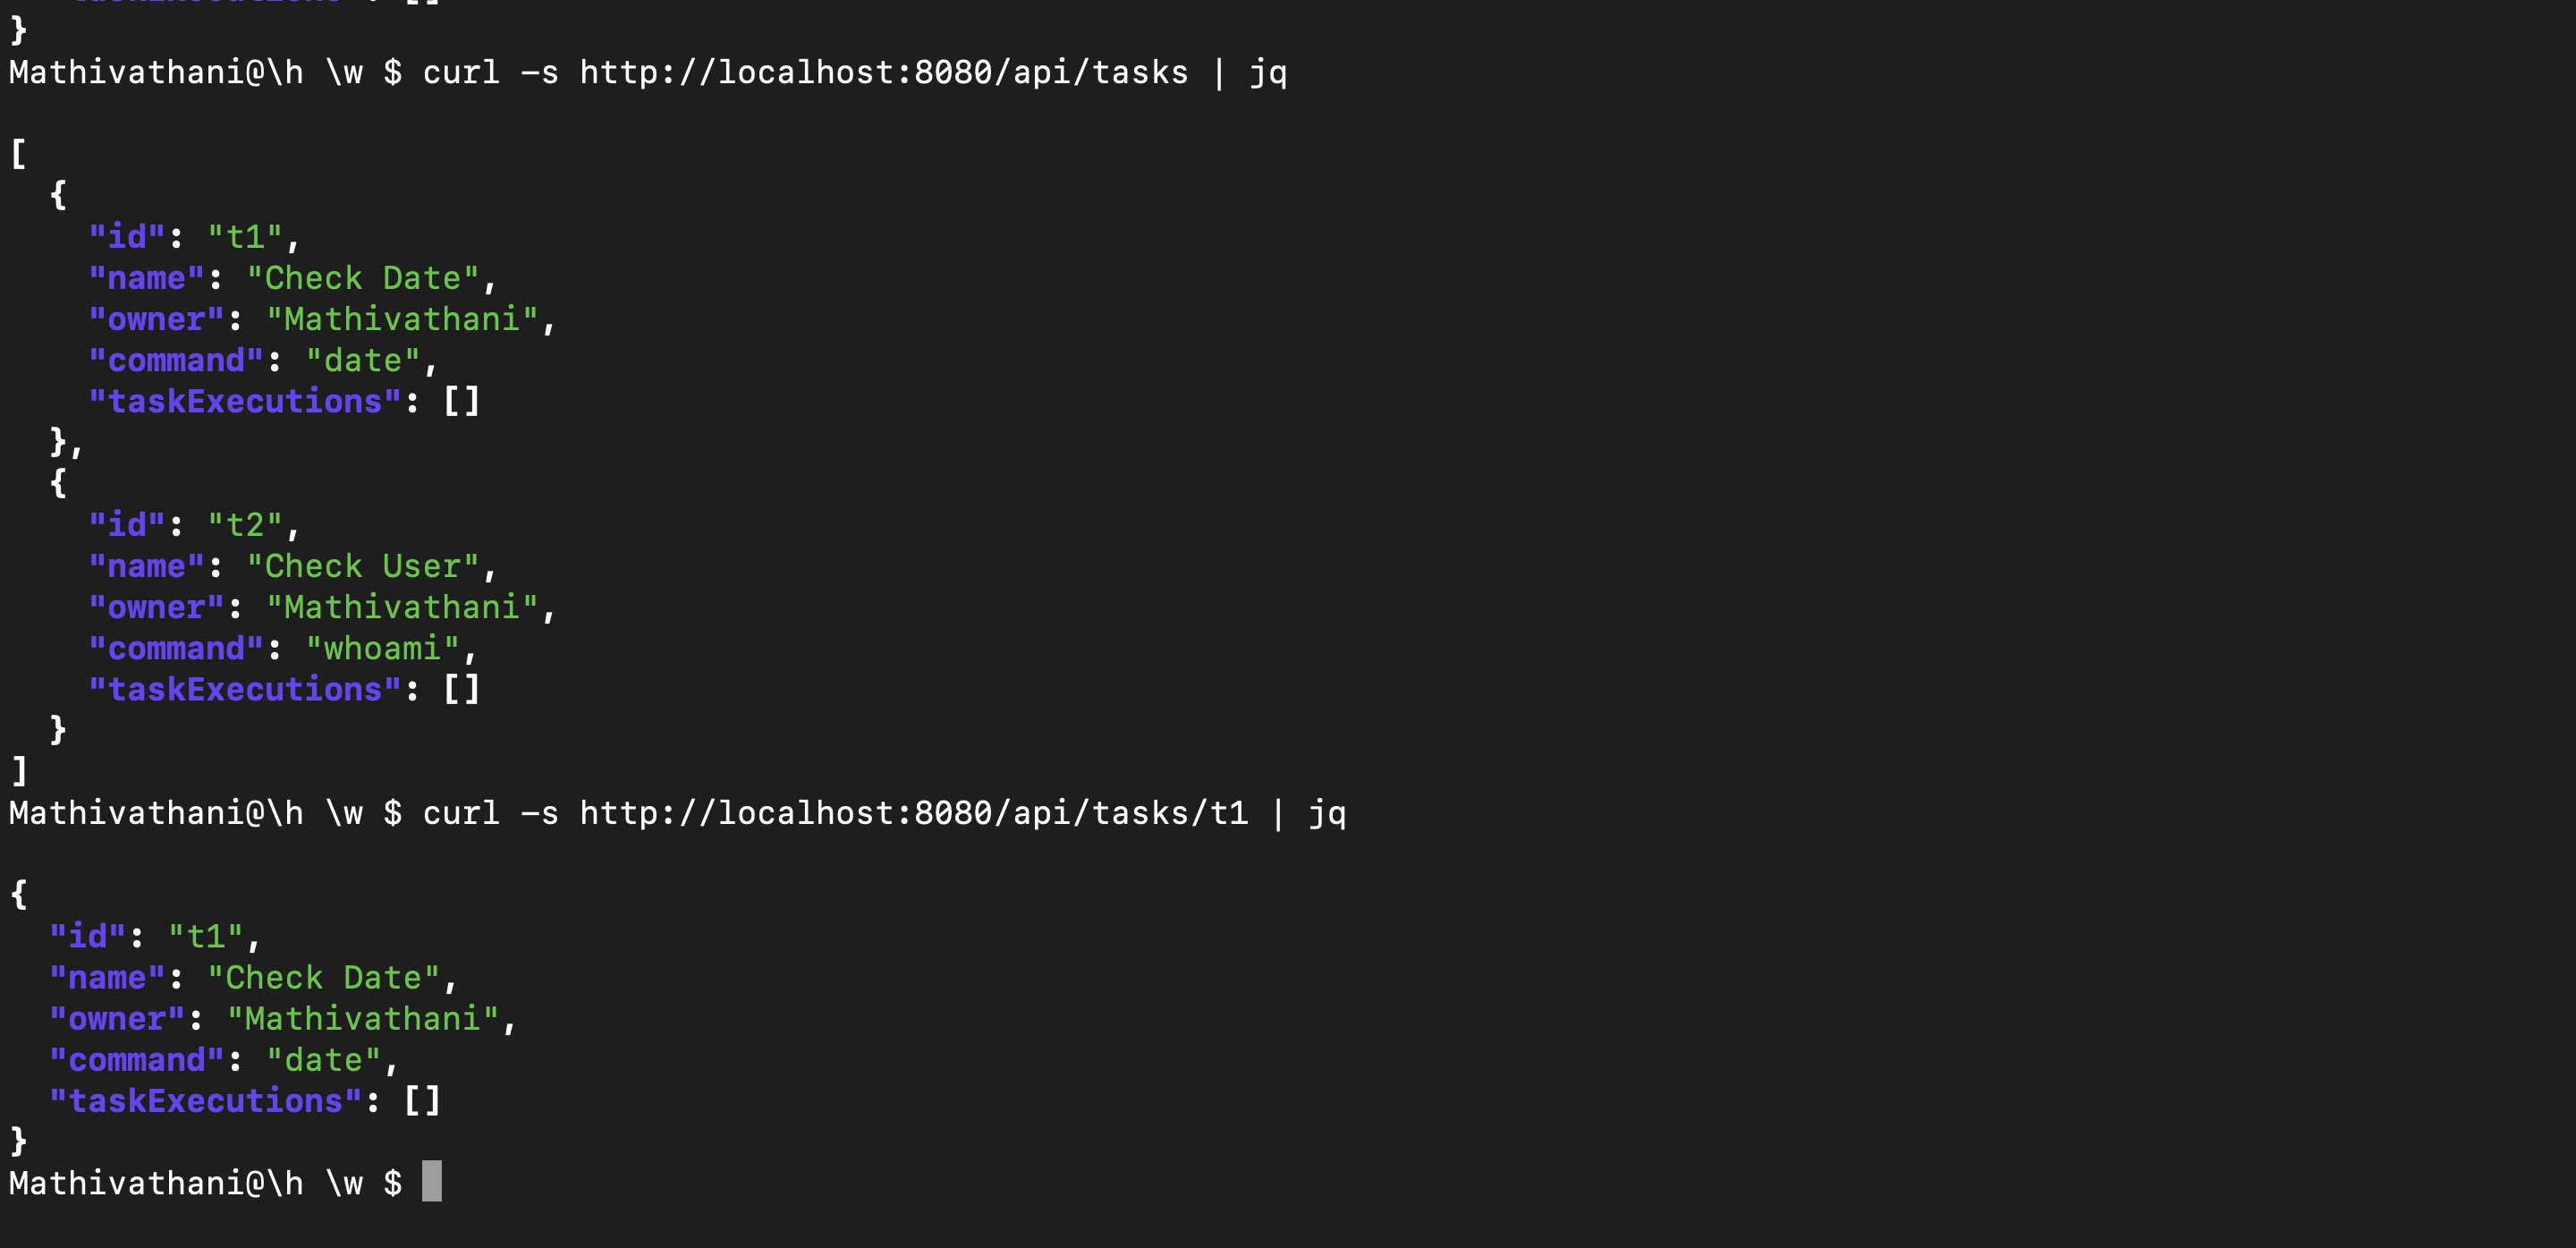 }
Mathivathani@\h \w $ curl -s http://localhost:8080/api/tasks | jq
[
  {
    "id": "t1",
    "name": "Check Date",
    "owner": "Mathivathani",
    "command": "date",
    "taskExecutions": []
  },
  {
    "id": "t2",
    "name": "Check User",
    "owner": "Mathivathani",
    "command": "whoami",
    "taskExecutions": []
  }
]
Mathivathani@\h \w $ curl -s http://localhost:8080/api/tasks/t1 | jq
{
  "id": "t1",
  "name": "Check Date",
  "owner": "Mathivathani",
  "command": "date",
  "taskExecutions": []
}
Mathivathani@\h \w $